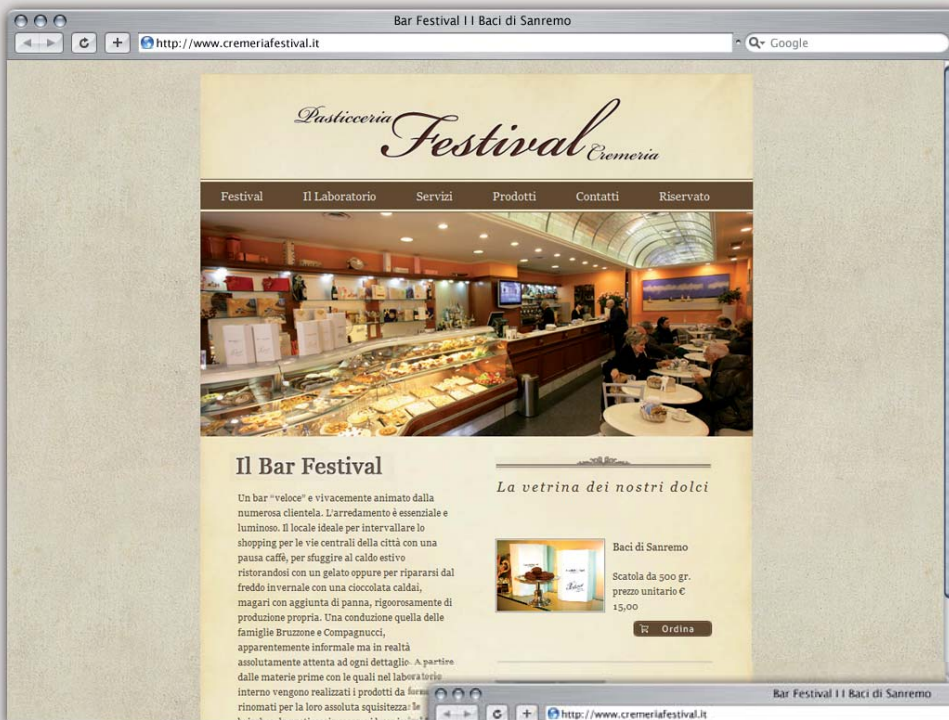 Bar Festival I I Baci di Sanremo
http://www.cremeriafestival.it
Google
Pasticceria
Festival
Cremeria
Festival Il Laboratorio Servizi Prodotti Contatti Riservato
Il Bar Festival
Un bar “veloce” e vivacemente animato dalla
numerosa clientela. L'arredamento è essenziale e
luminoso. Il locale ideale per intervallare lo
shopping per le vie centrali della città con una
pausa caffè, per sfuggire al caldo estivo
ristorandosi con un gelato oppure per ripararsi dal
freddo invernale con una cioccolata caldai,
magari con aggiunta di panna, rigoorosamente di
produzione propria. Una conduzione quella delle
famiglie Bruzzone e Compagnucci,
apparentemente informale ma in realtà
assolutamente attenta ad ogni dettaglio. A partire
dalle materie prime con le quali nel laboratorio
interno vengono realizzati i prodotti da
rinomati per la loro assoluta squisitezza: le
La vetrina dei nostri dolci
Baci di Sanremo
Scatola da 500 gr.
prezzo unitario €
15,00
Ordina
Bar Festival I I Baci di Sanremo
http://www.cremeriafestival.it